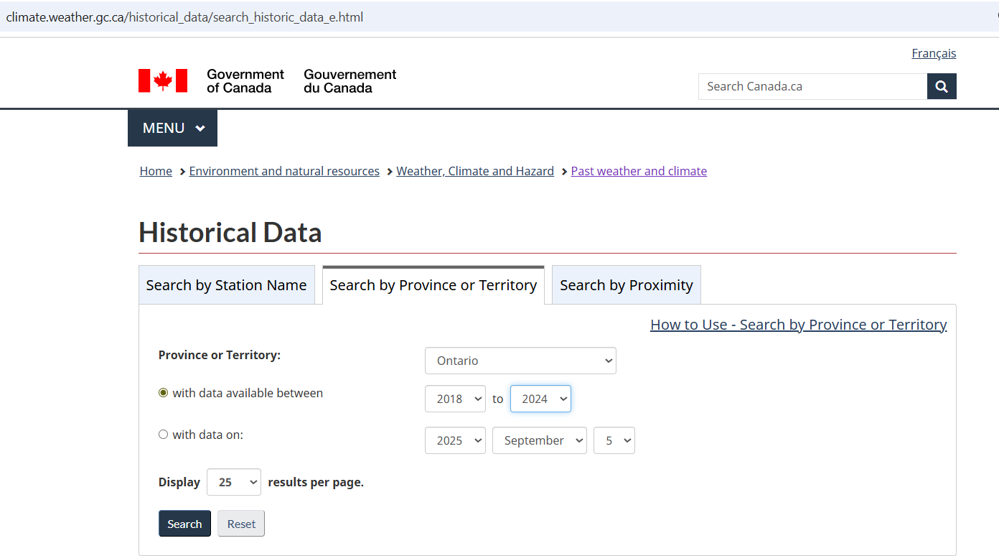 climate.weather.gc.ca/historical_data/search_historic_data_e.html
Français
Government of Canada
Gouvernement du Canada
Search Canada.ca
MENU
Home > Environment and natural resources > Weather, Climate and Hazard > Past weather and climate
Historical Data
Search by Station Name Search by Province or Territory Search by Proximity
How to Use - Search by Province or Territory
Province or Territory: Ontario
with data available between 2018 to 2024
with data on: 2025 September 5
Display 25 results per page.
Search Reset